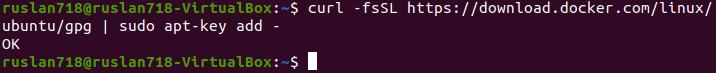 ruslan718@ruslan718-VirtualBox:~$ curl -fsSL https://download.docker.com/linux/
ubuntu/gpg | sudo apt-key add -
OK
ruslan718@ruslan718-VirtualBox:~$